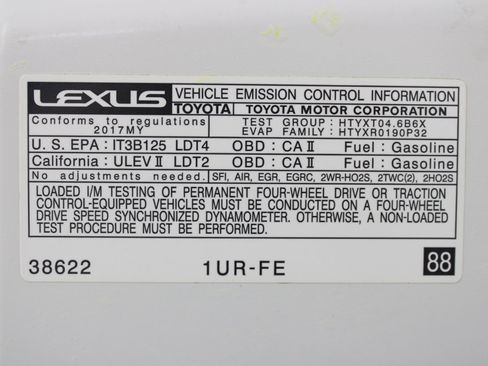 LEXUS VEHICLE EMISSION CONTROL INFORMATION
TOYOTA TOYOTA MOTOR CORPORATION
Conforms to regulations TEST GROUP : HTYXT04.6B6X
2017MY EVAP FAMILY : HTYXR0190P32
U. S. EPA : IT3B125 LDT4 OBD : CA II Fuel : Gasoline
California : ULEV II LDT2 OBD : CA II Fuel : Gasoline
No adjustments needed. SFI, AIR, EGR, EGRC, 2WR-HO2S, 2TWC(2), 2HO2S
LOADED I/M TESTING OF PERMANENT FOUR-WHEEL DRIVE OR TRACTION
CONTROL-EQUIPPED VEHICLES MUST BE CONDUCTED ON A FOUR-WHEEL
DRIVE SPEED SYNCHRONIZED DYNAMOMETER. OTHERWISE, A NON-LOADED
TEST PROCEDURE MUST BE PERFORMED.
38622 1UR-FE 88